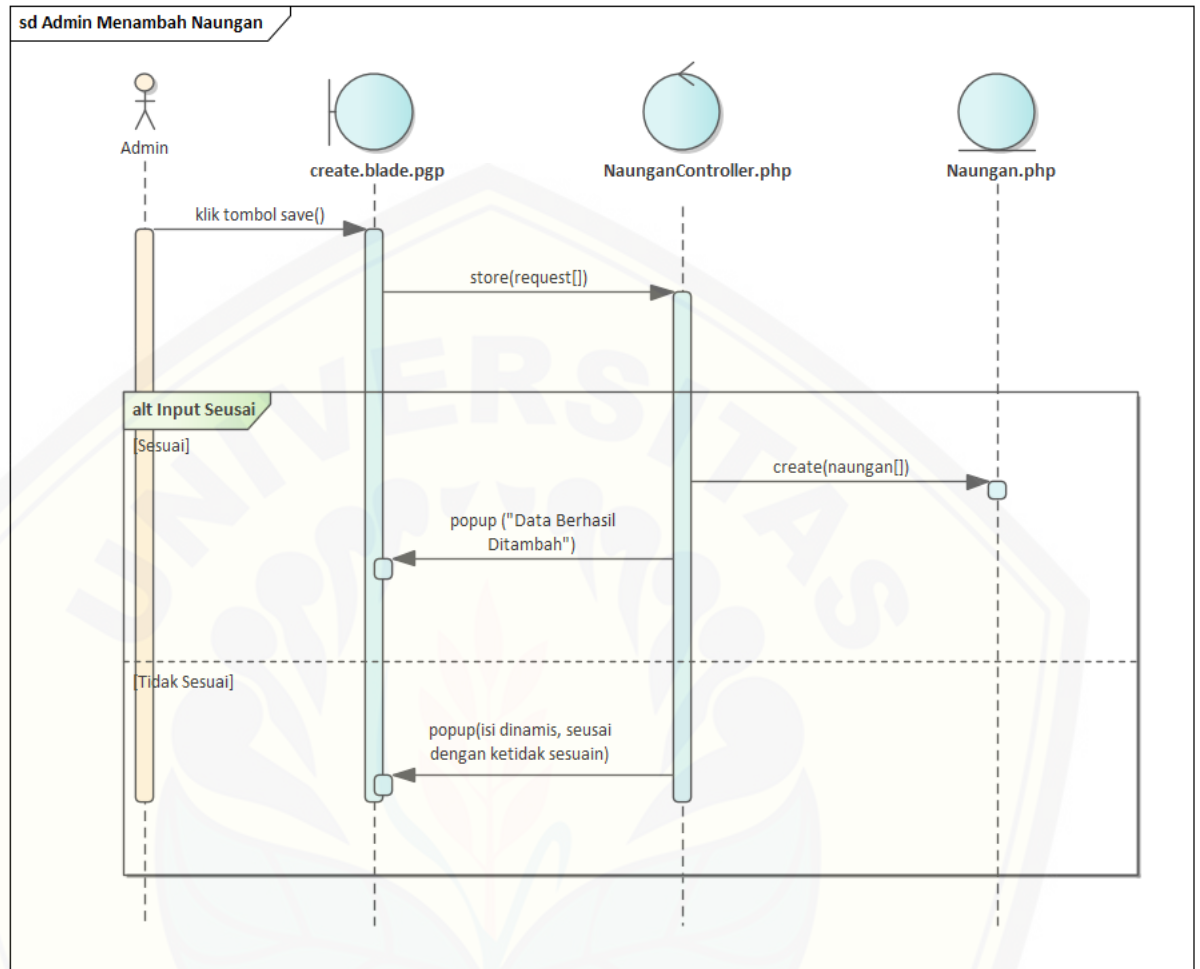 sd Admin Menambah Naungan
Admin
create.blade.pgp
NaunganController.php
Naungan.php
klik tombol save()
store(request[])
alt Input Seusai
[Sesuai]
create(naungan[])
popup ("Data Berhasil
Ditambah")
[Tidak Sesuai]
popup(isi dinamis, seusai
dengan ketidak sesuain)
UNIVERSITAS